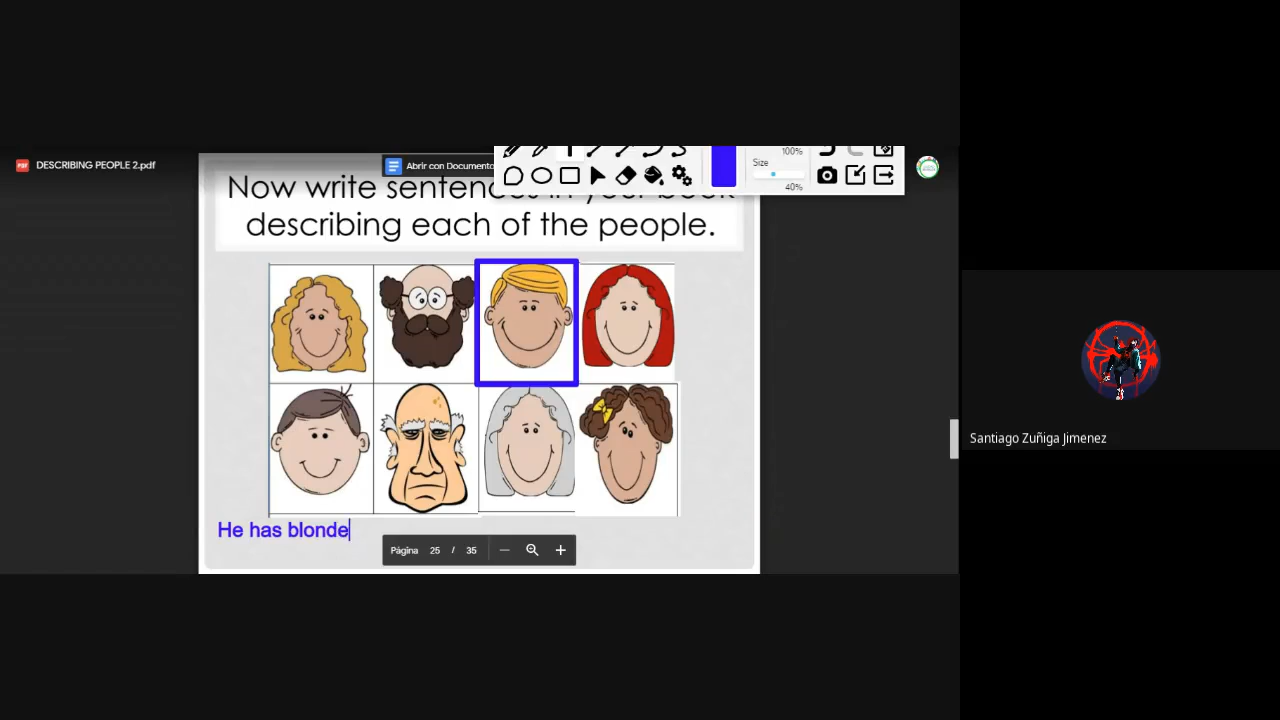 DESCRIBING PEOPLE 2.pdf
Abrir con Documento
100%
Size
40%
Now write sentences in your book
describing each of the people.
He has blonde
Página 25 / 35
Santiago Zuñiga Jimenez